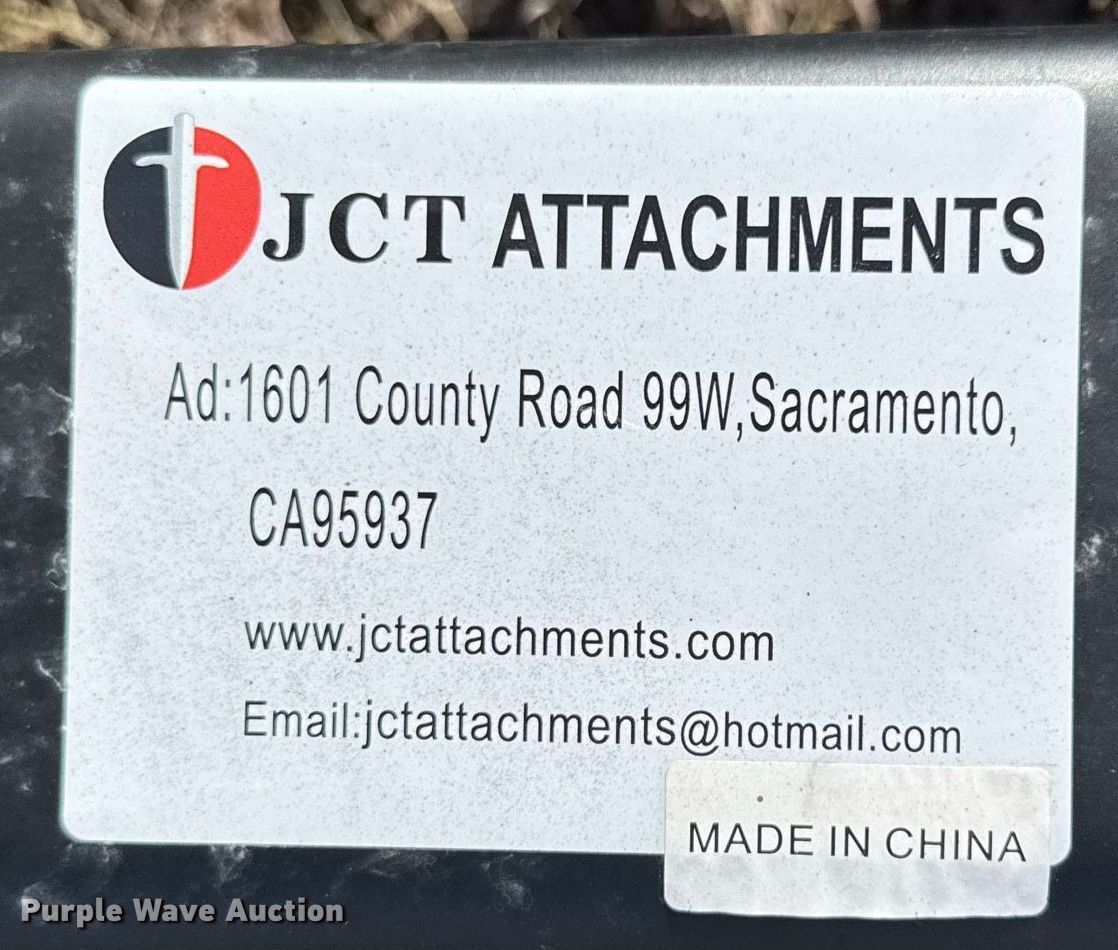 JCT ATTACHMENTS
Ad:1601 County Road 99W,Sacramento,
CA95937
www.jctattachments.com
Email:jctattachments@hotmail.com
MADE IN CHINA
Purple Wave Auction